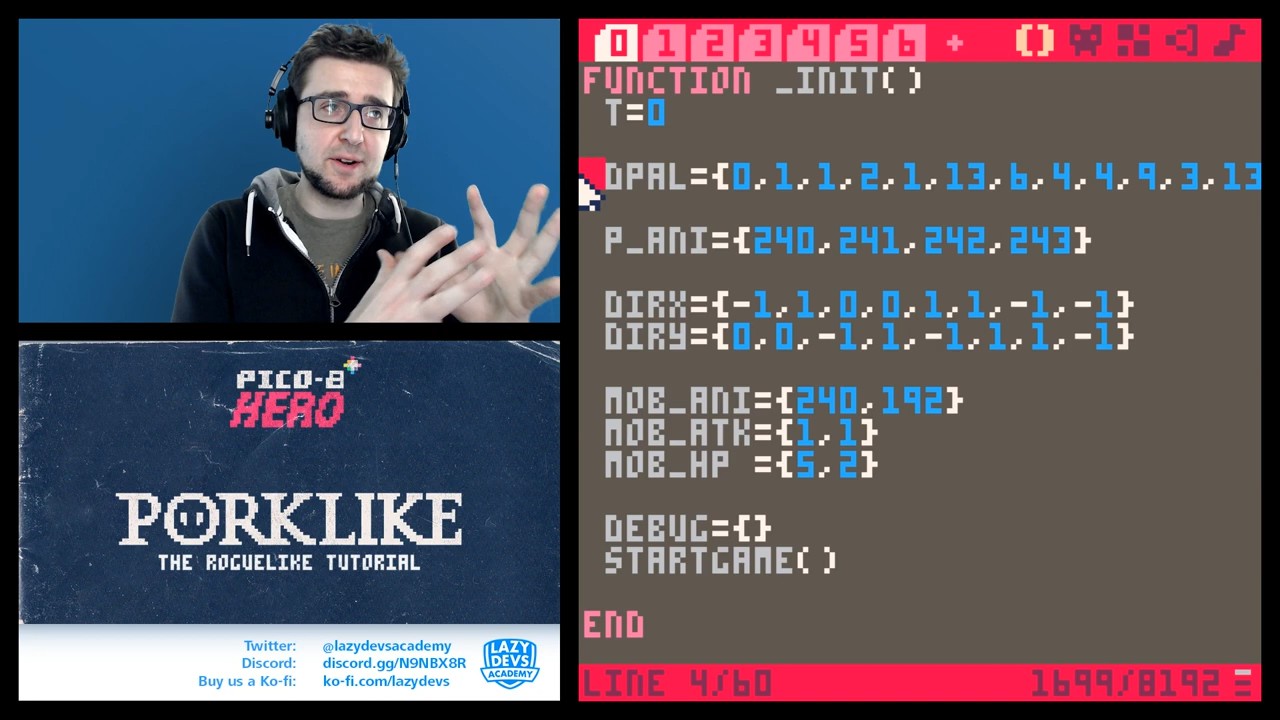 PICO-8
HERO
PORKLIKE
THE ROGUELIKE TUTORIAL
Twitter: @lazydevsacademy
Discord: discord.gg/N9NBX8R
Buy us a Ko-fi: ko-fi.com/lazydevs
LAZY
DEVS
ACADEMY
0 1 2 3 4 5 6 +
FUNCTION _INIT()
T=0
DPAL={0,1,1,2,1,13,6,4,4,9,3,13
P_ANI={240,241,242,243}
DIRX={-1,1,0,0,1,1,-1,-1}
DIRY={0,0,-1,1,-1,1,1,-1}
MOB_ANI={240,192}
MOB_ATK={1,1}
MOB_HP ={5,2}
DEBUG={}
STARTGAME()
END
LINE 4/60
1699/8192